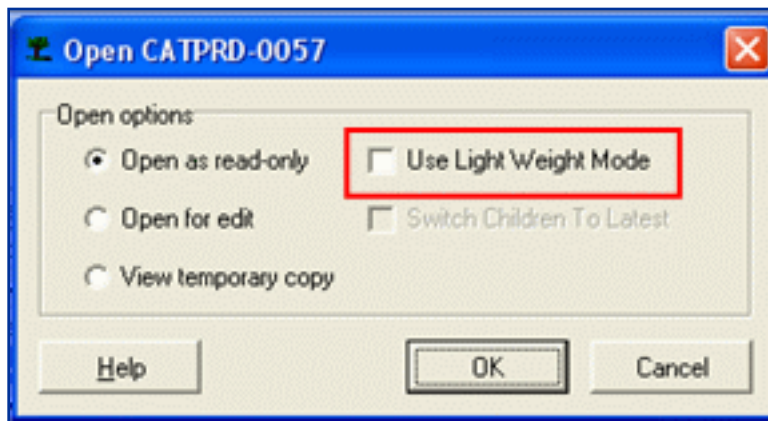 Open CATPRD-0057
Open options
Open as read-only
Use Light Weight Mode
Open for edit
Switch Children To Latest
View temporary copy
Help
OK
Cancel